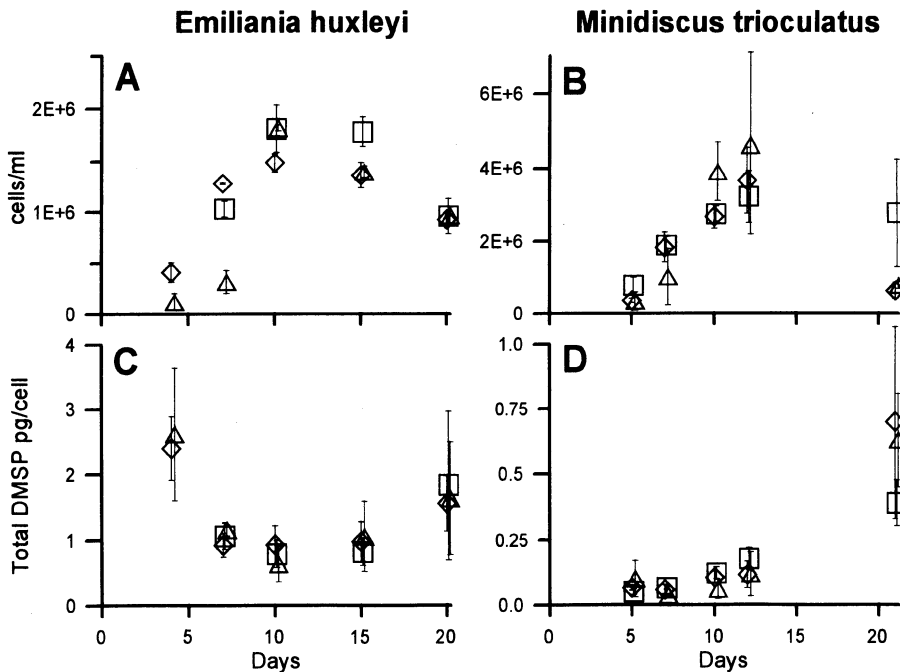 Emiliania huxleyi
Minidiscus trioculatus
A
B
cells/ml
2E+6
1E+6
0
6E+6
4E+6
2E+6
0
C
D
Total DMSP pg/cell
4
3
2
1
0
1.0
0.75
0.5
0.25
0.0
0 5 10 15 20
0 5 10 15 20
Days
Days